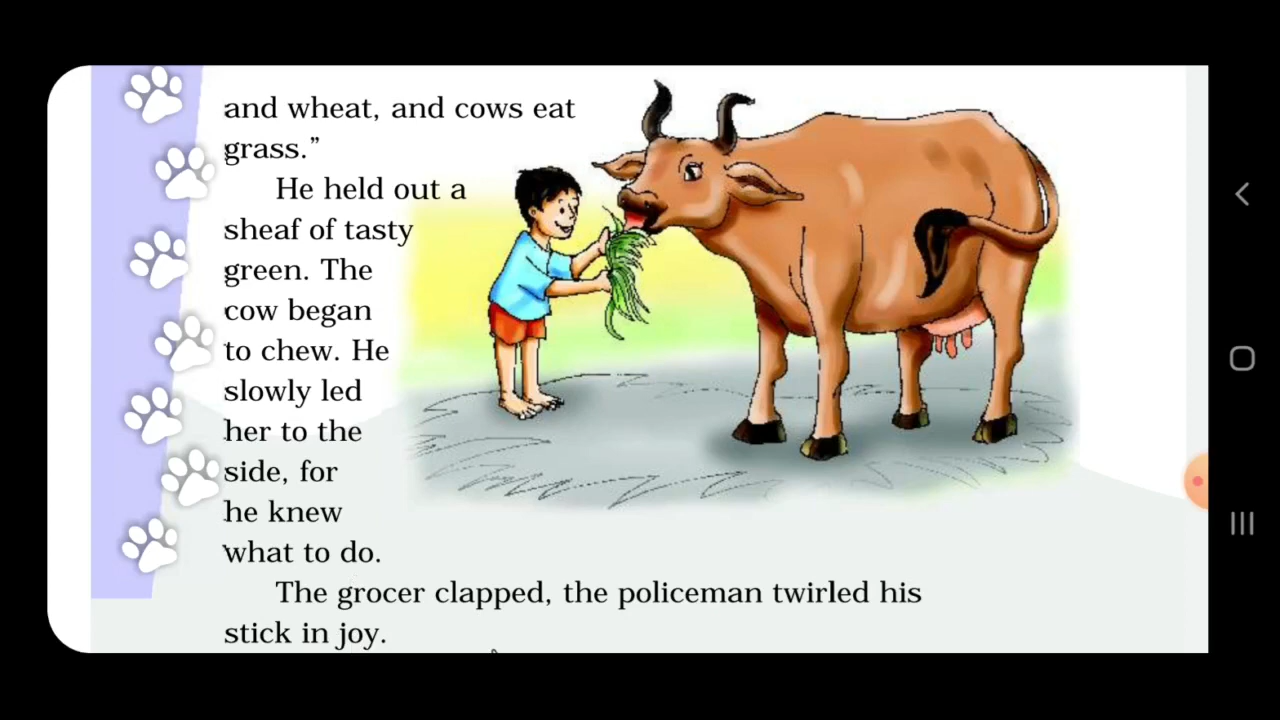 and wheat, and cows eat
grass.”
He held out a
sheaf of tasty
green. The
cow began
to chew. He
slowly led
her to the
side, for
he knew
what to do.
The grocer clapped, the policeman twirled his
stick in joy.